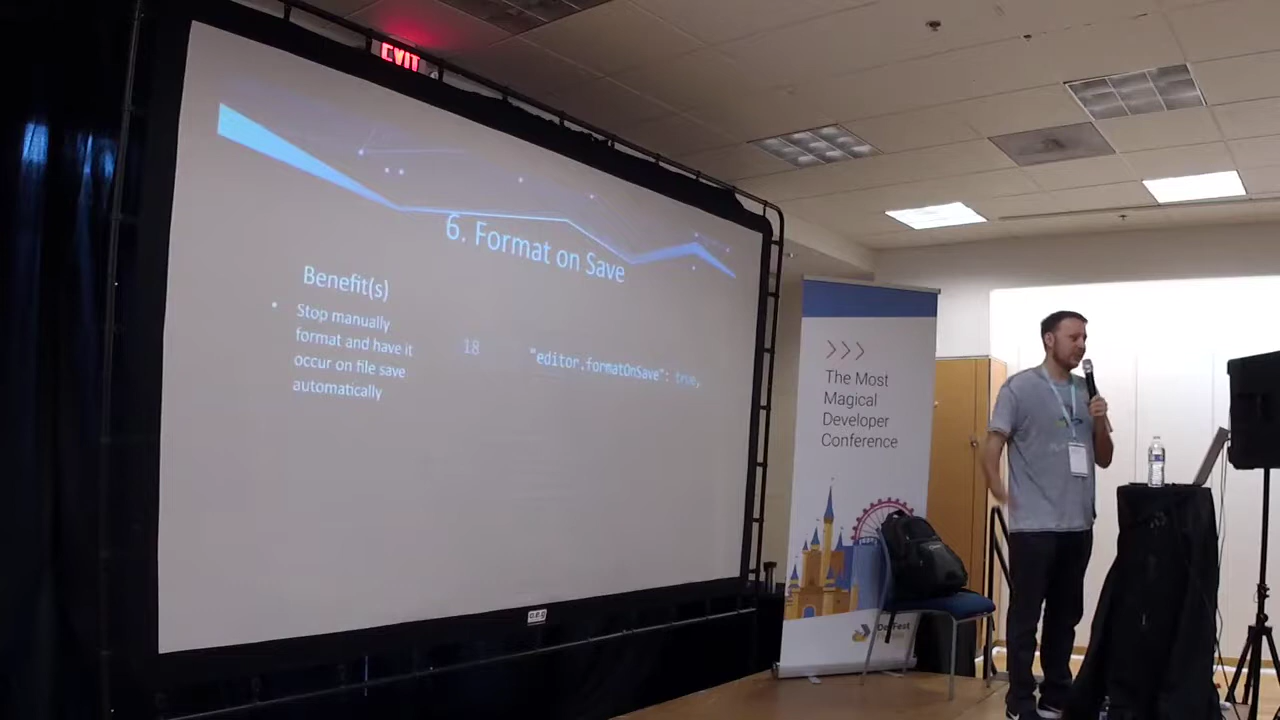 EXIT
6. Format on Save
Benefit(s)
• Stop manually
format and have it
occur on file save
automatically
18 "editor.formatOnSave": true,
The Most
Magical
Developer
Conference